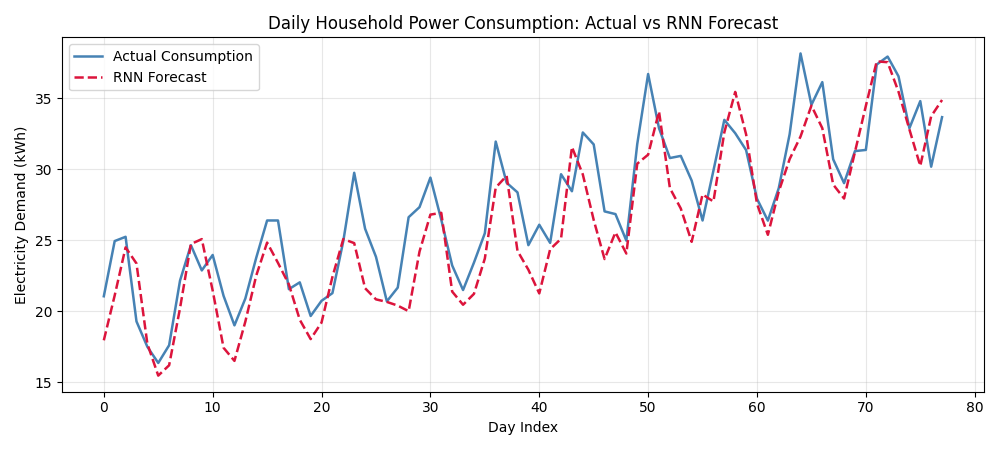 Daily Household Power Consumption: Actual vs RNN Forecast
Actual Consumption
RNN Forecast
Electricity Demand (kWh)
35
30
25
20
15
0 10 20 30 40 50 60 70 80
Day Index